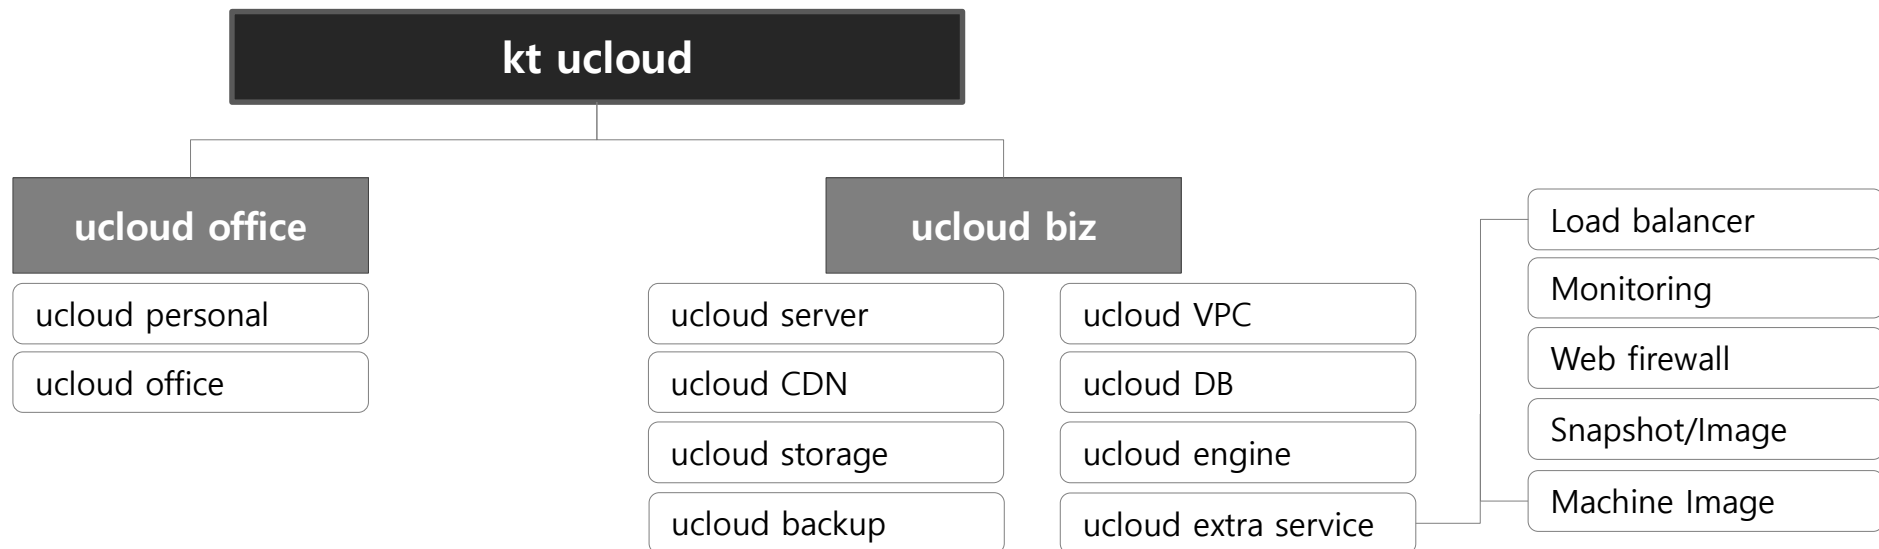 kt ucloud
ucloud office
ucloud biz
ucloud personal
ucloud office
ucloud server
ucloud CDN
ucloud storage
ucloud backup
ucloud VPC
ucloud DB
ucloud engine
ucloud extra service
Load balancer
Monitoring
Web firewall
Snapshot/Image
Machine Image